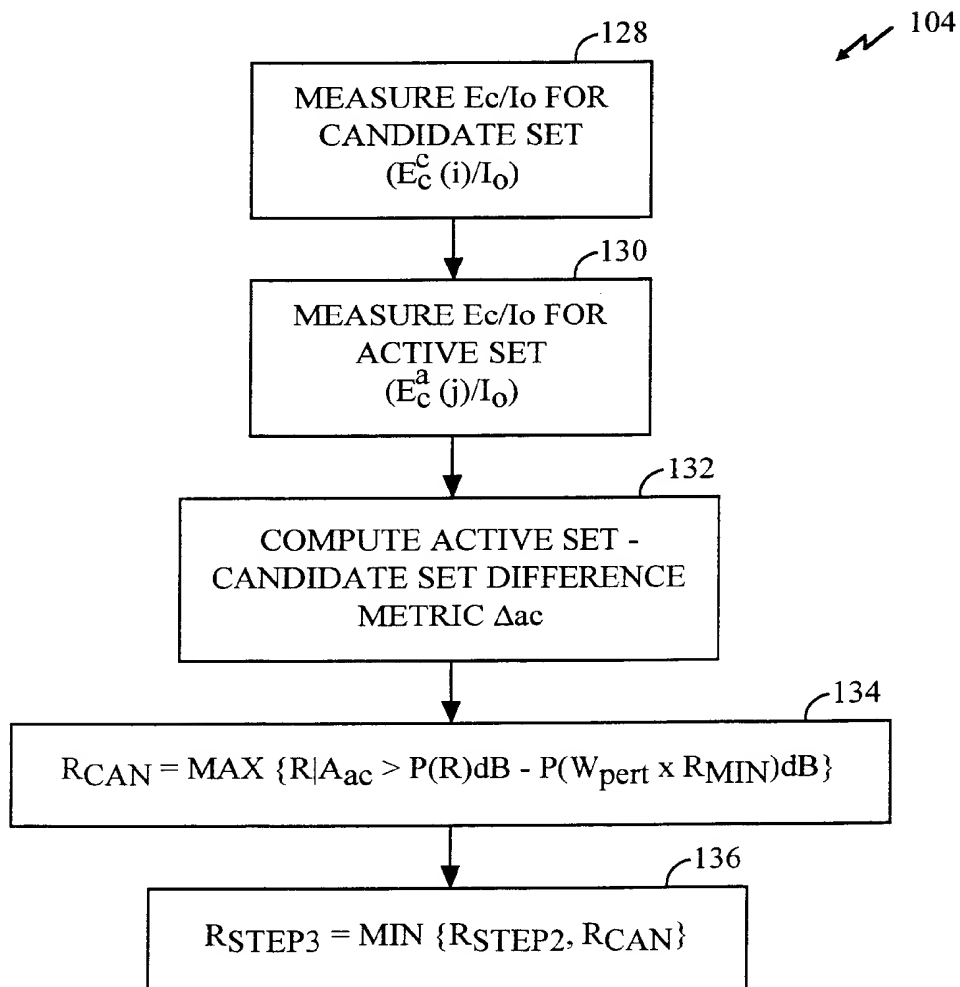 104
128
MEASURE Ec/Io FOR
CANDIDATE SET
(E_c^c (i)/I_o)
130
MEASURE Ec/Io FOR
ACTIVE SET
(E_c^a (j)/I_o)
132
COMPUTE ACTIVE SET -
CANDIDATE SET DIFFERENCE
METRIC Δac
134
R_CAN = MAX {R|A_ac > P(R)dB - P(W_pert x R_MIN)dB}
136
R_STEP3 = MIN {R_STEP2, R_CAN}